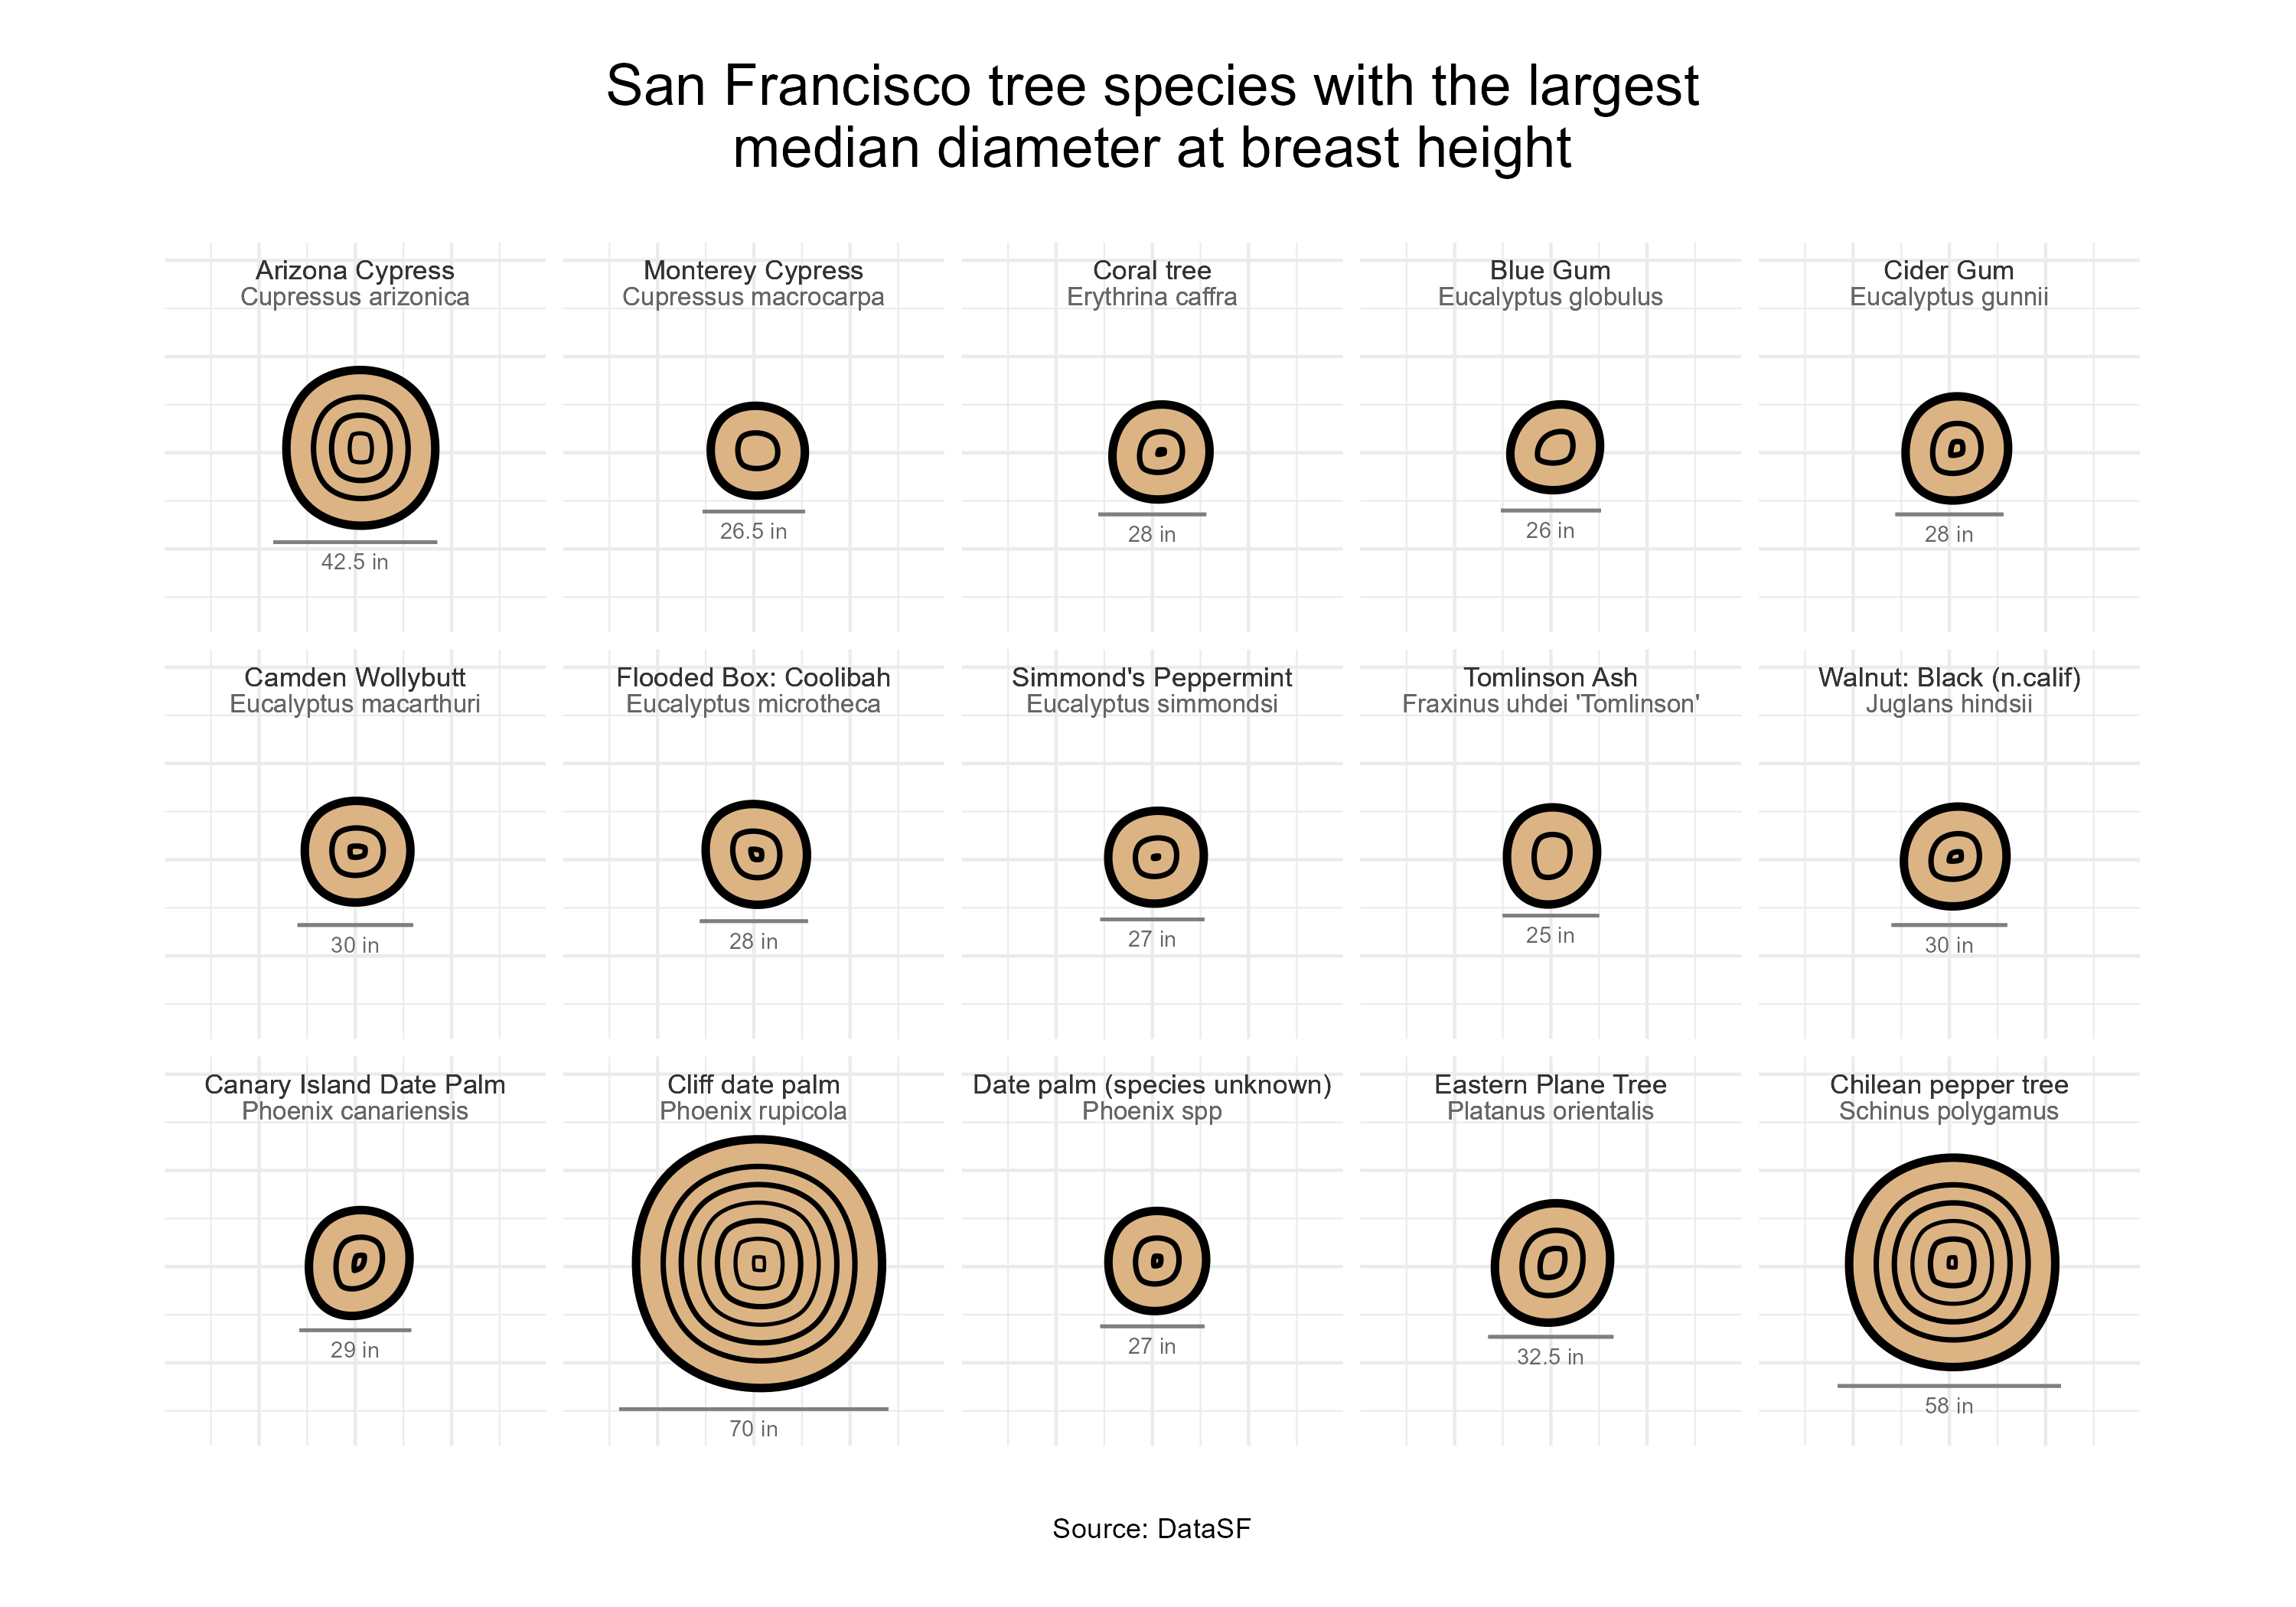 San Francisco tree species with the largest
median diameter at breast height
Arizona Cypress
Cupressus arizonica
42.5 in
Monterey Cypress
Cupressus macrocarpa
26.5 in
Coral tree
Erythrina caffra
28 in
Blue Gum
Eucalyptus globulus
26 in
Cider Gum
Eucalyptus gunnii
28 in
Camden Wollybutt
Eucalyptus macarthuri
30 in
Flooded Box: Coolibah
Eucalyptus microtheca
28 in
Simmond's Peppermint
Eucalyptus simmondsi
27 in
Tomlinson Ash
Fraxinus uhdei 'Tomlinson'
25 in
Walnut: Black (n.calif)
Juglans hindsii
30 in
Canary Island Date Palm
Phoenix canariensis
29 in
Cliff date palm
Phoenix rupicola
70 in
Date palm (species unknown)
Phoenix spp
27 in
Eastern Plane Tree
Platanus orientalis
32.5 in
Chilean pepper tree
Schinus polygamus
58 in
Source: DataSF